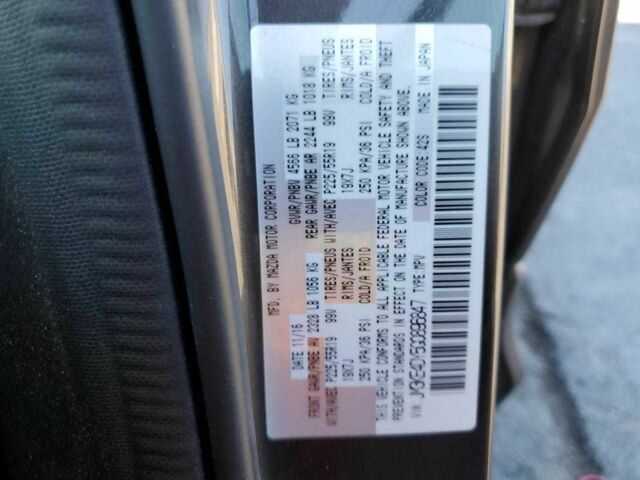 MFD. BY MAZDA MOTOR CORPORATION
DATE 11/16 GVWR/PNBV 4566 LB 2071 KG
FRONT GAWR/PNBE AV 2328 LB 1056 KG REAR GAWR/PNBE AR 2244 LB 1018 KG
WITH/AVEC P225/55R19 99V TIRES/PNEUS WITH/AVEC P225/55R19 99V TIRES/PNEUS
19X7J RIMS/JANTES 19X7J RIMS/JANTES
250 KPA/36 PSI COLD/A FROID 250 KPA/36 PSI COLD/A FROID
THIS VEHICLE CONFORMS TO ALL APPLICABLE FEDERAL MOTOR VEHICLE SAFETY AND THEFT
PREVENTION STANDARDS IN EFFECT ON THE DATE OF MANUFACTURE SHOWN ABOVE.
VIN: JM3KE4DY5G0896847 TYPE:MPV COLOR CODE 42S MADE IN JAPAN